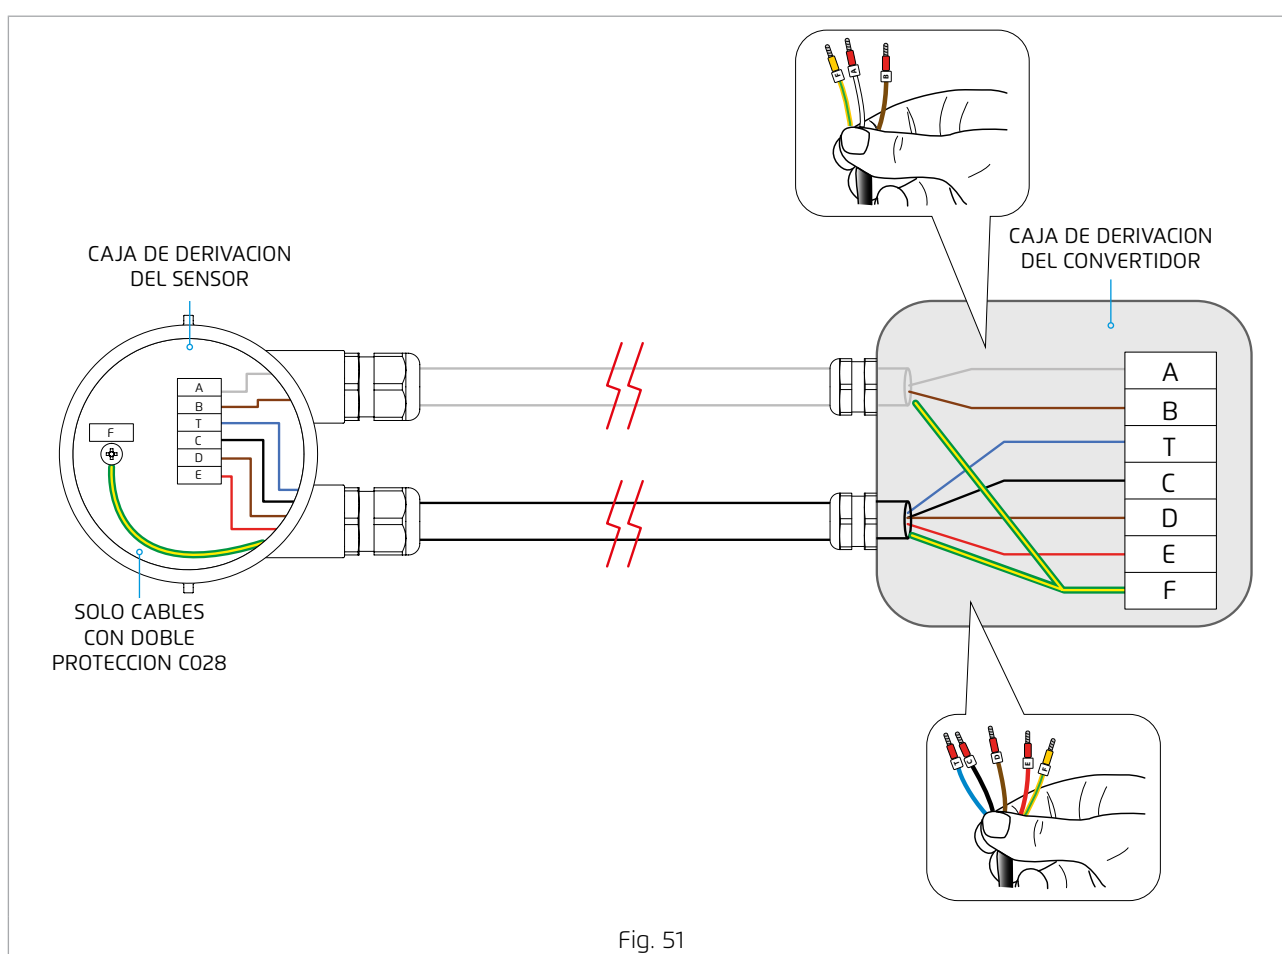 F
A
B
CAJA DE DERIVACION
DEL SENSOR
CAJA DE DERIVACION
DEL CONVERTIDOR
A
B
T
C
D
E
F
A
B
T
C
D
E
F
SOLO CABLES
CON DOBLE
PROTECCION C028
T
C
D
E
F
Fig. 51